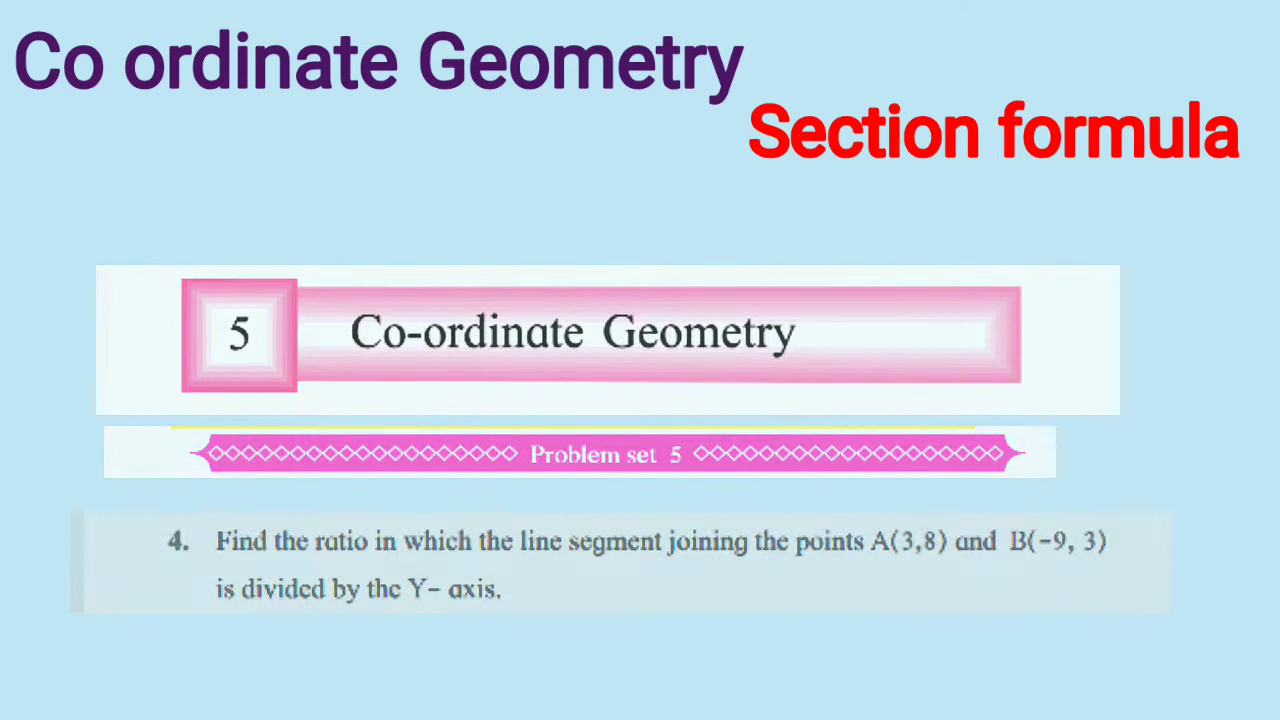 Co ordinate Geometry
Section formula
5 Co-ordinate Geometry
Problem set 5
4. Find the ratio in which the line segment joining the points A(3,8) and B(-9, 3)
is divided by the Y- axis.